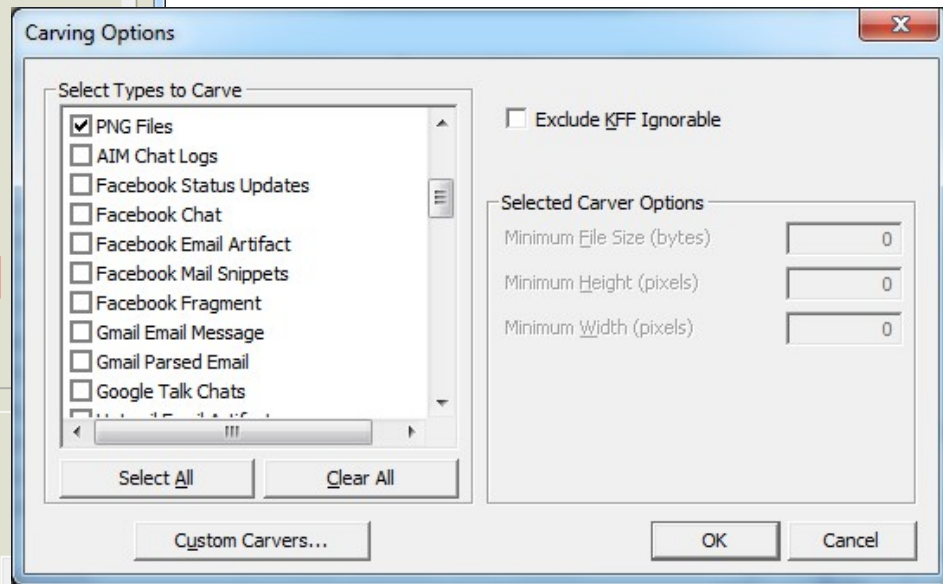 Carving Options
Select Types to Carve
PNG Files
AIM Chat Logs
Facebook Status Updates
Facebook Chat
Facebook Email Artifact
Facebook Mail Snippets
Facebook Fragment
Gmail Email Message
Gmail Parsed Email
Google Talk Chats
Select All
Clear All
Custom Carvers...
Exclude KFF Ignorable
Selected Carver Options
Minimum File Size (bytes) 0
Minimum Height (pixels) 0
Minimum Width (pixels) 0
OK
Cancel